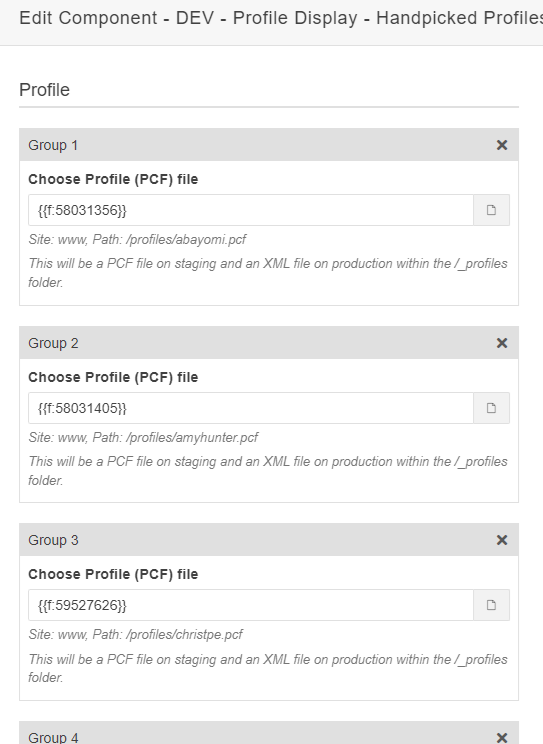 Edit Component - DEV - Profile Display - Handpicked Profiles
Profile
Group 1
Choose Profile (PCF) file
{{f:58031356}}
Site: www, Path: /profiles/abayomi.pcf
This will be a PCF file on staging and an XML file on production within the /_profiles
folder.
Group 2
Choose Profile (PCF) file
{{f:58031405}}
Site: www, Path: /profiles/amyhunter.pcf
This will be a PCF file on staging and an XML file on production within the /_profiles
folder.
Group 3
Choose Profile (PCF) file
{{f:59527626}}
Site: www, Path: /profiles/christpe.pcf
This will be a PCF file on staging and an XML file on production within the /_profiles
folder.
Group 4